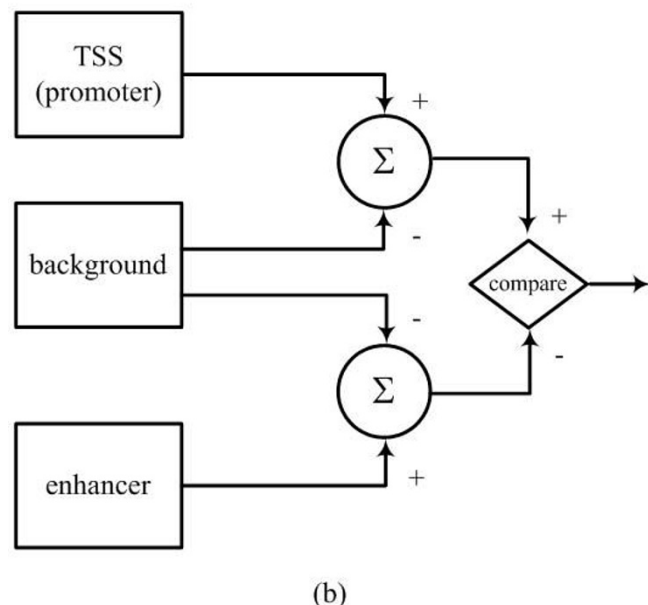 TSS
(promoter)
+
Σ
-
+
background
compare
-
-
Σ
enhancer
+
(b)